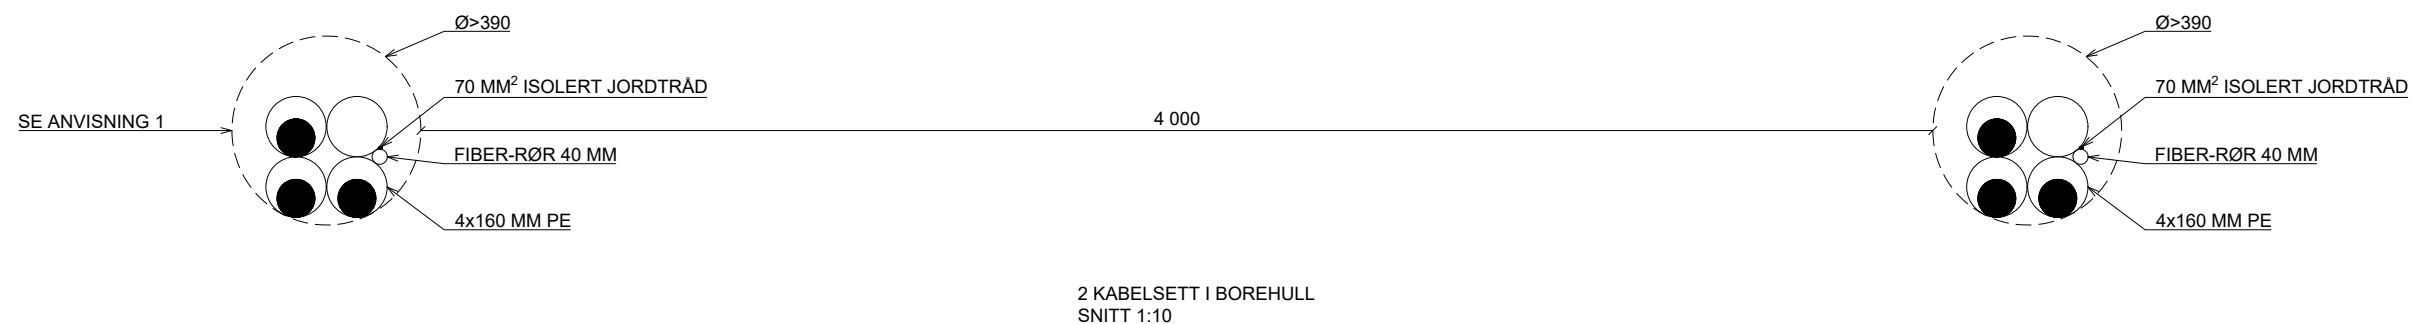 Ø>390
70 MM² ISOLERT JORDTRÅD
SE ANVISNING 1
FIBER-RØR 40 MM
4x160 MM PE
4 000
Ø>390
70 MM² ISOLERT JORDTRÅD
FIBER-RØR 40 MM
4x160 MM PE
2 KABELSETT I BOREHULL
SNITT 1:10